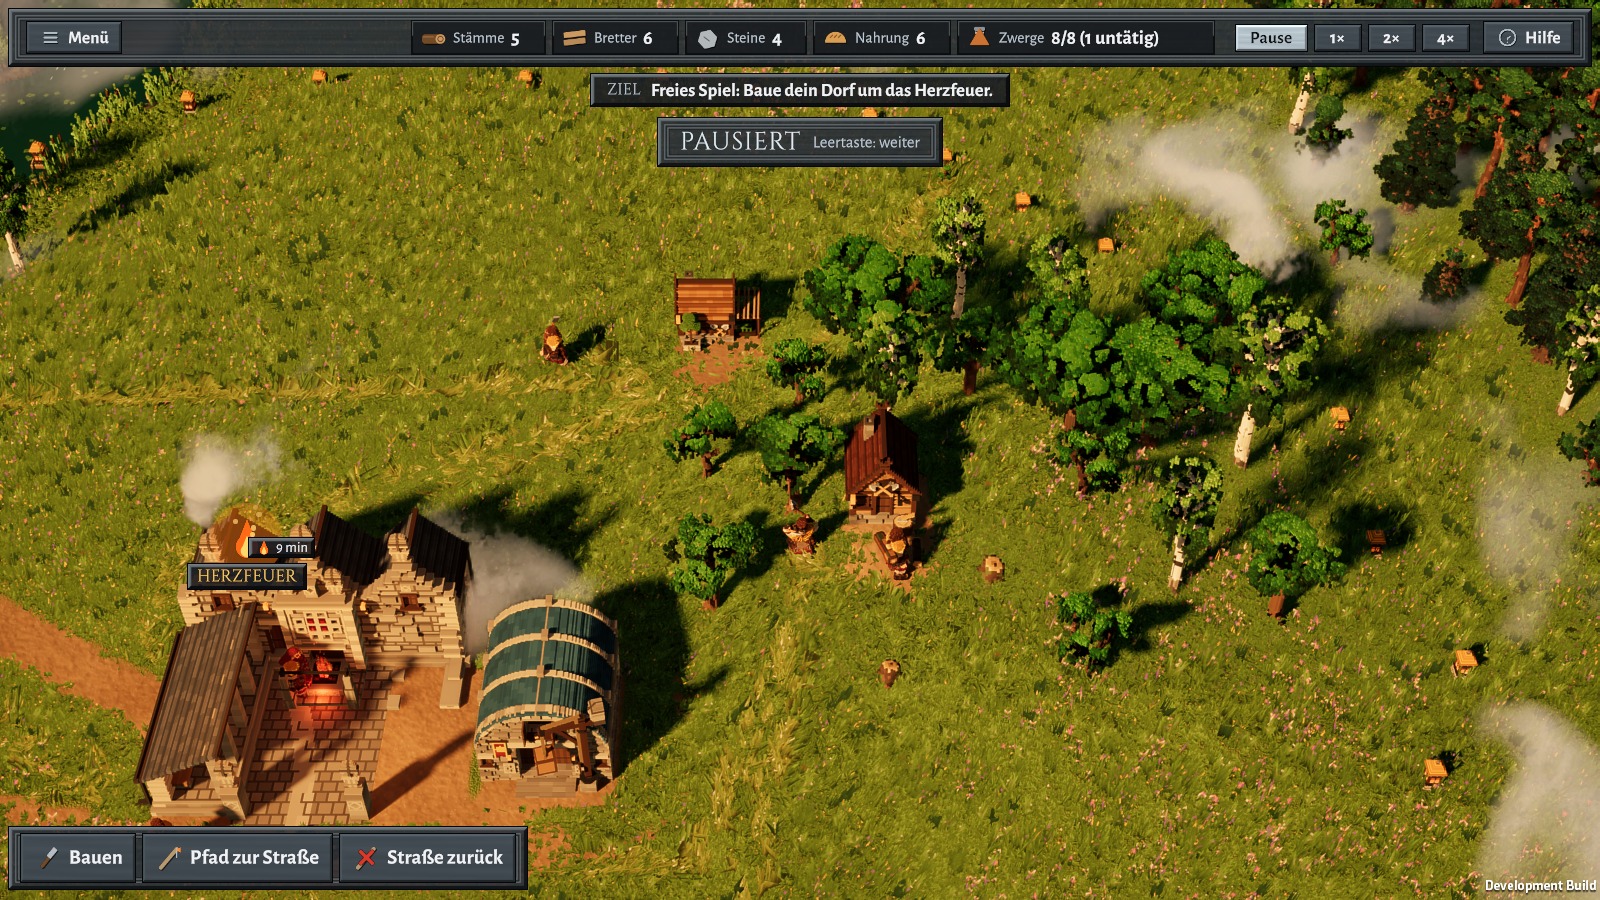 Menü
Stämme 5
Bretter 6
Steine 4
Nahrung 6
Zwerge 8/8 (1 untätig)
Pause
1×
2×
4×
Hilfe
ZIEL Freies Spiel: Baue dein Dorf um das Herzfeuer.
PAUSIERT Leertaste: weiter
9 min
HERZFEUER
Bauen
Pfad zur Straße
Straße zurück
Development Build